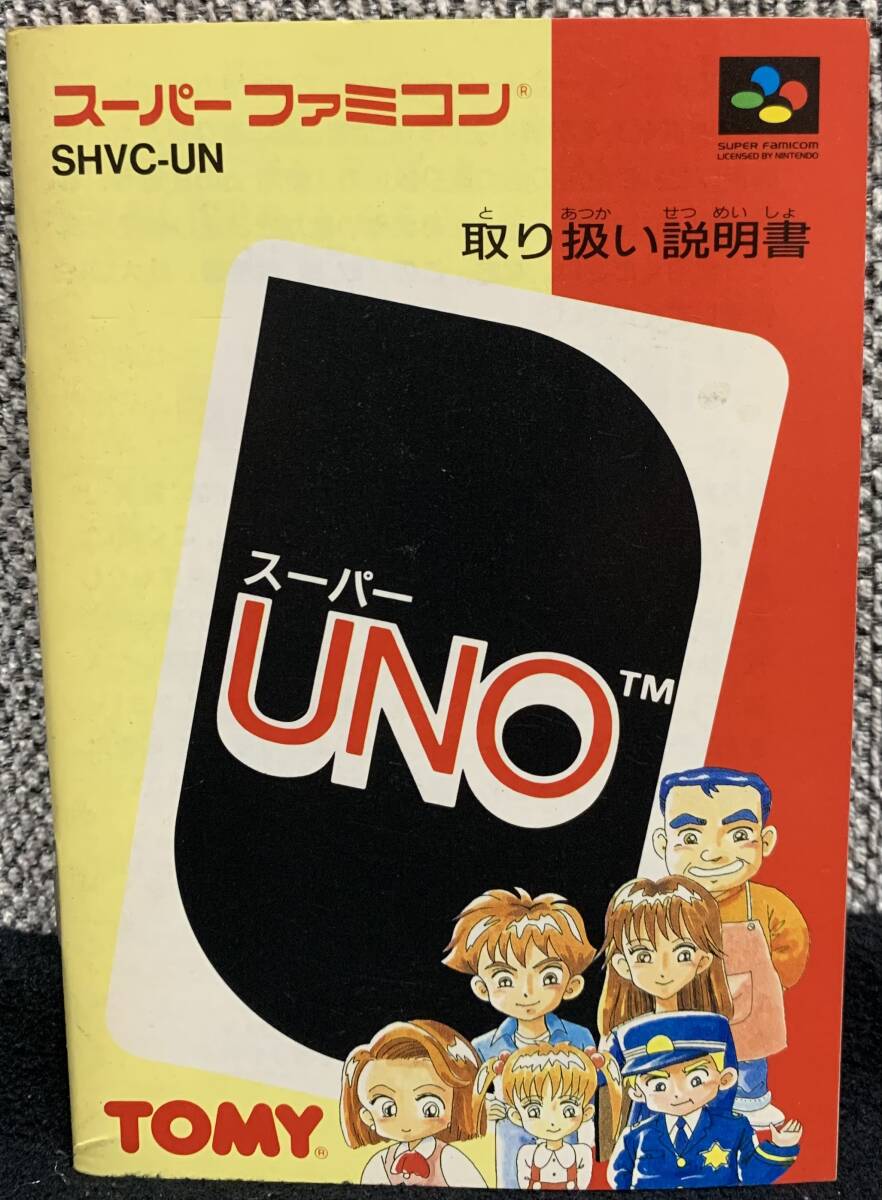 スーパーファミコン®
SHVC-UN
SUPER FAMICOM
LICENSED BY NINTENDO
と あつか せつ めい しょ
取り扱い説明書
スーパー
UNO™
TOMY®